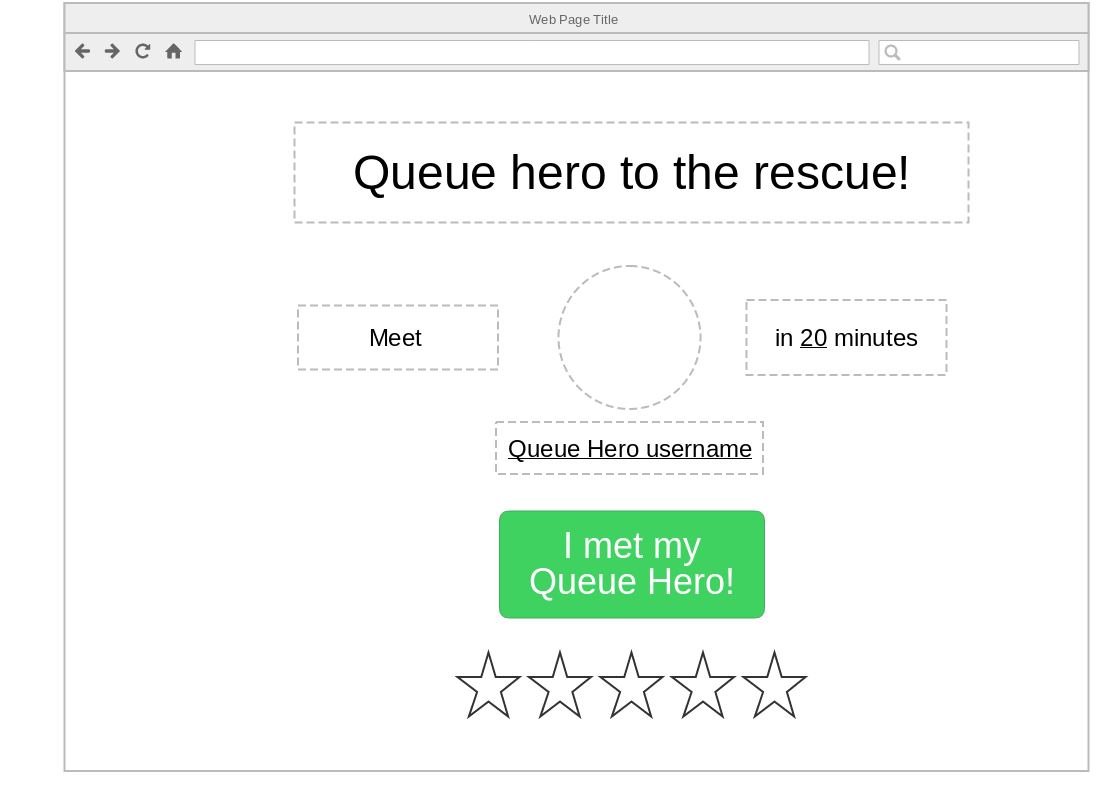 Web Page Title
Queue hero to the rescue!
Meet
in 20 minutes
Queue Hero username
I met my
Queue Hero!